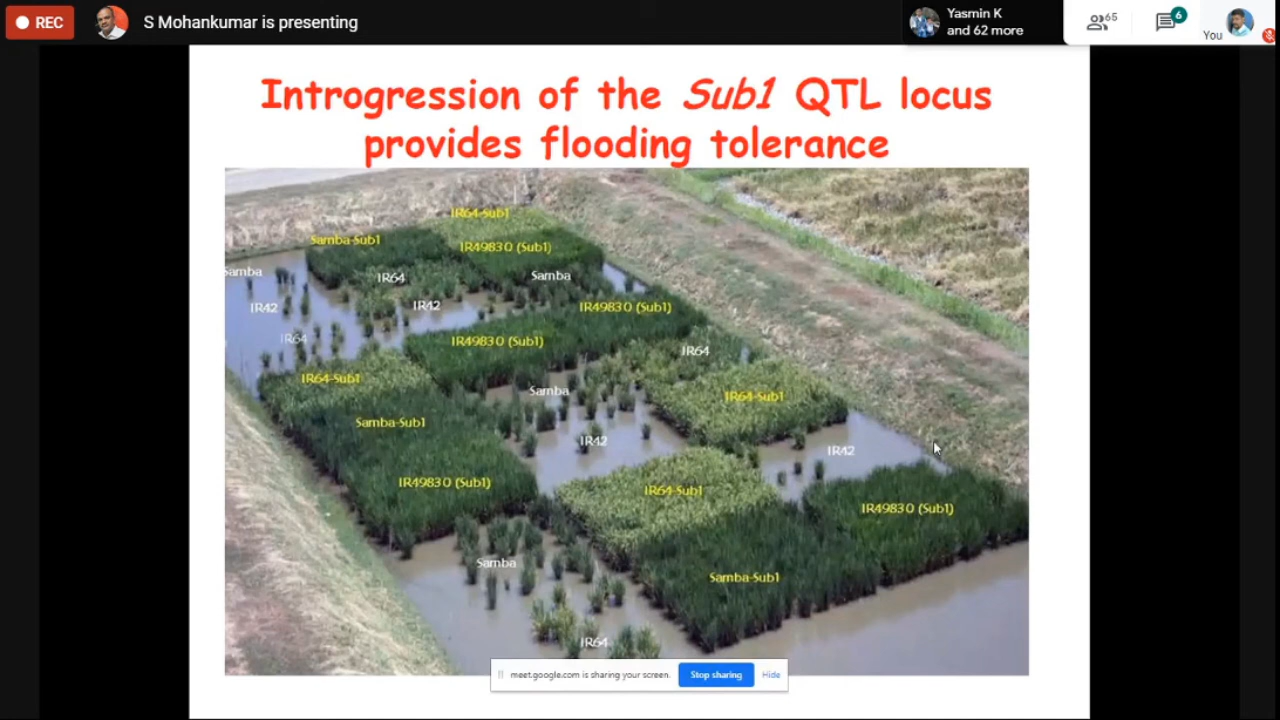 REC
S Mohankumar is presenting
Yasmin K
and 62 more
65
6
You
Introgression of the Sub1 QTL locus
provides flooding tolerance
IR64-Sub1
Samba-Sub1
IR49830 (Sub1)
Samba
IR64
Samba
IR42
IR42
IR49830 (Sub1)
IR64
IR49830 (Sub1)
IR64
IR64-Sub1
Samba
IR64-Sub1
Samba-Sub1
IR42
IR42
IR49830 (Sub1)
IR64-Sub1
IR49830 (Sub1)
Samba
Samba-Sub1
IR64
meet.google.com is sharing your screen.
Stop sharing
Hide